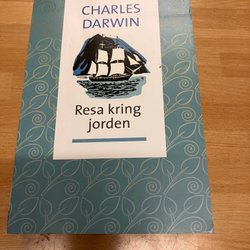 CHARLES
DARWIN
Resa kring
jorden